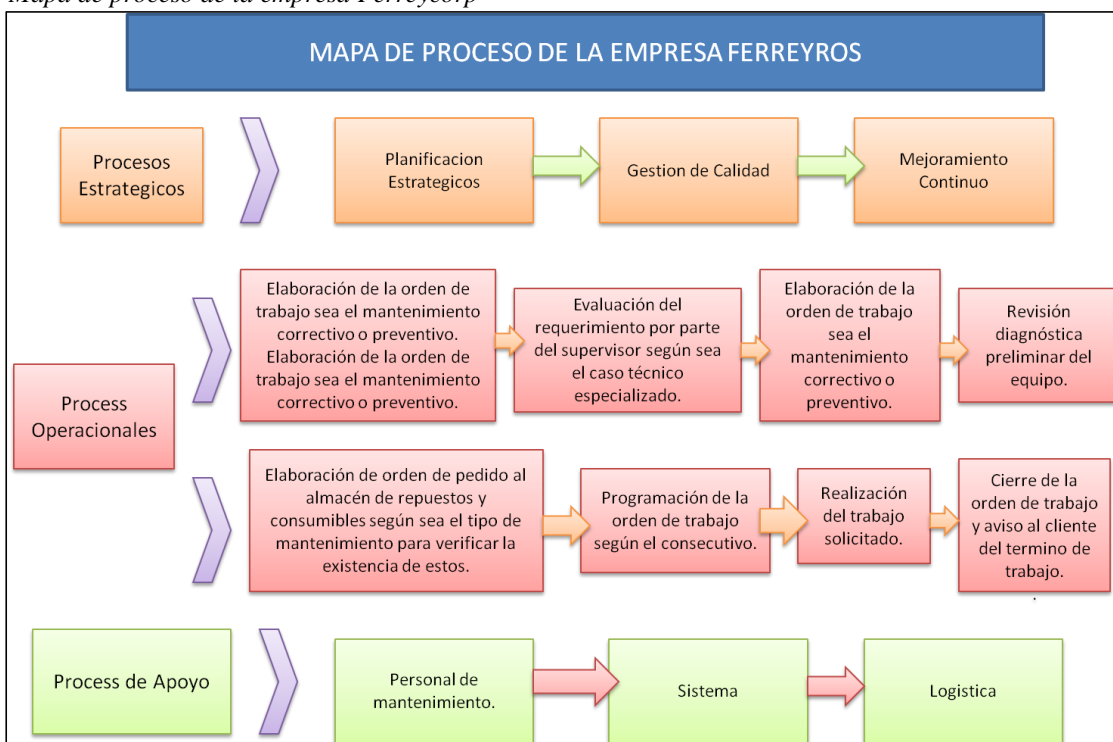 Mapa de proceso de la empresa Ferreycorp
MAPA DE PROCESO DE LA EMPRESA FERREYROS
Procesos
Estrategicos
Planificacion
Estrategicos
Gestion de Calidad
Mejoramiento
Continuo
Process
Operacionales
Elaboración de la orden de
trabajo sea el mantenimiento
correctivo o preventivo.
Elaboración de la orden de
trabajo sea el mantenimiento
correctivo o preventivo.
Evaluación del
requerimiento por parte
del supervisor según sea
el caso técnico
especializado.
Elaboración de la
orden de trabajo
sea el
mantenimiento
correctivo o
preventivo.
Revisión
diagnóstica
preliminar del
equipo.
Elaboración de orden de pedido al
almacén de repuestos y
consumibles según sea el tipo de
mantenimiento para verificar la
existencia de estos.
Programación de la
orden de trabajo
según el consecutivo.
Realización
del trabajo
solicitado.
Cierre de la
orden de trabajo
y aviso al cliente
del termino de
trabajo.
.
Process de Apoyo
Personal de
mantenimiento.
Sistema
Logistica